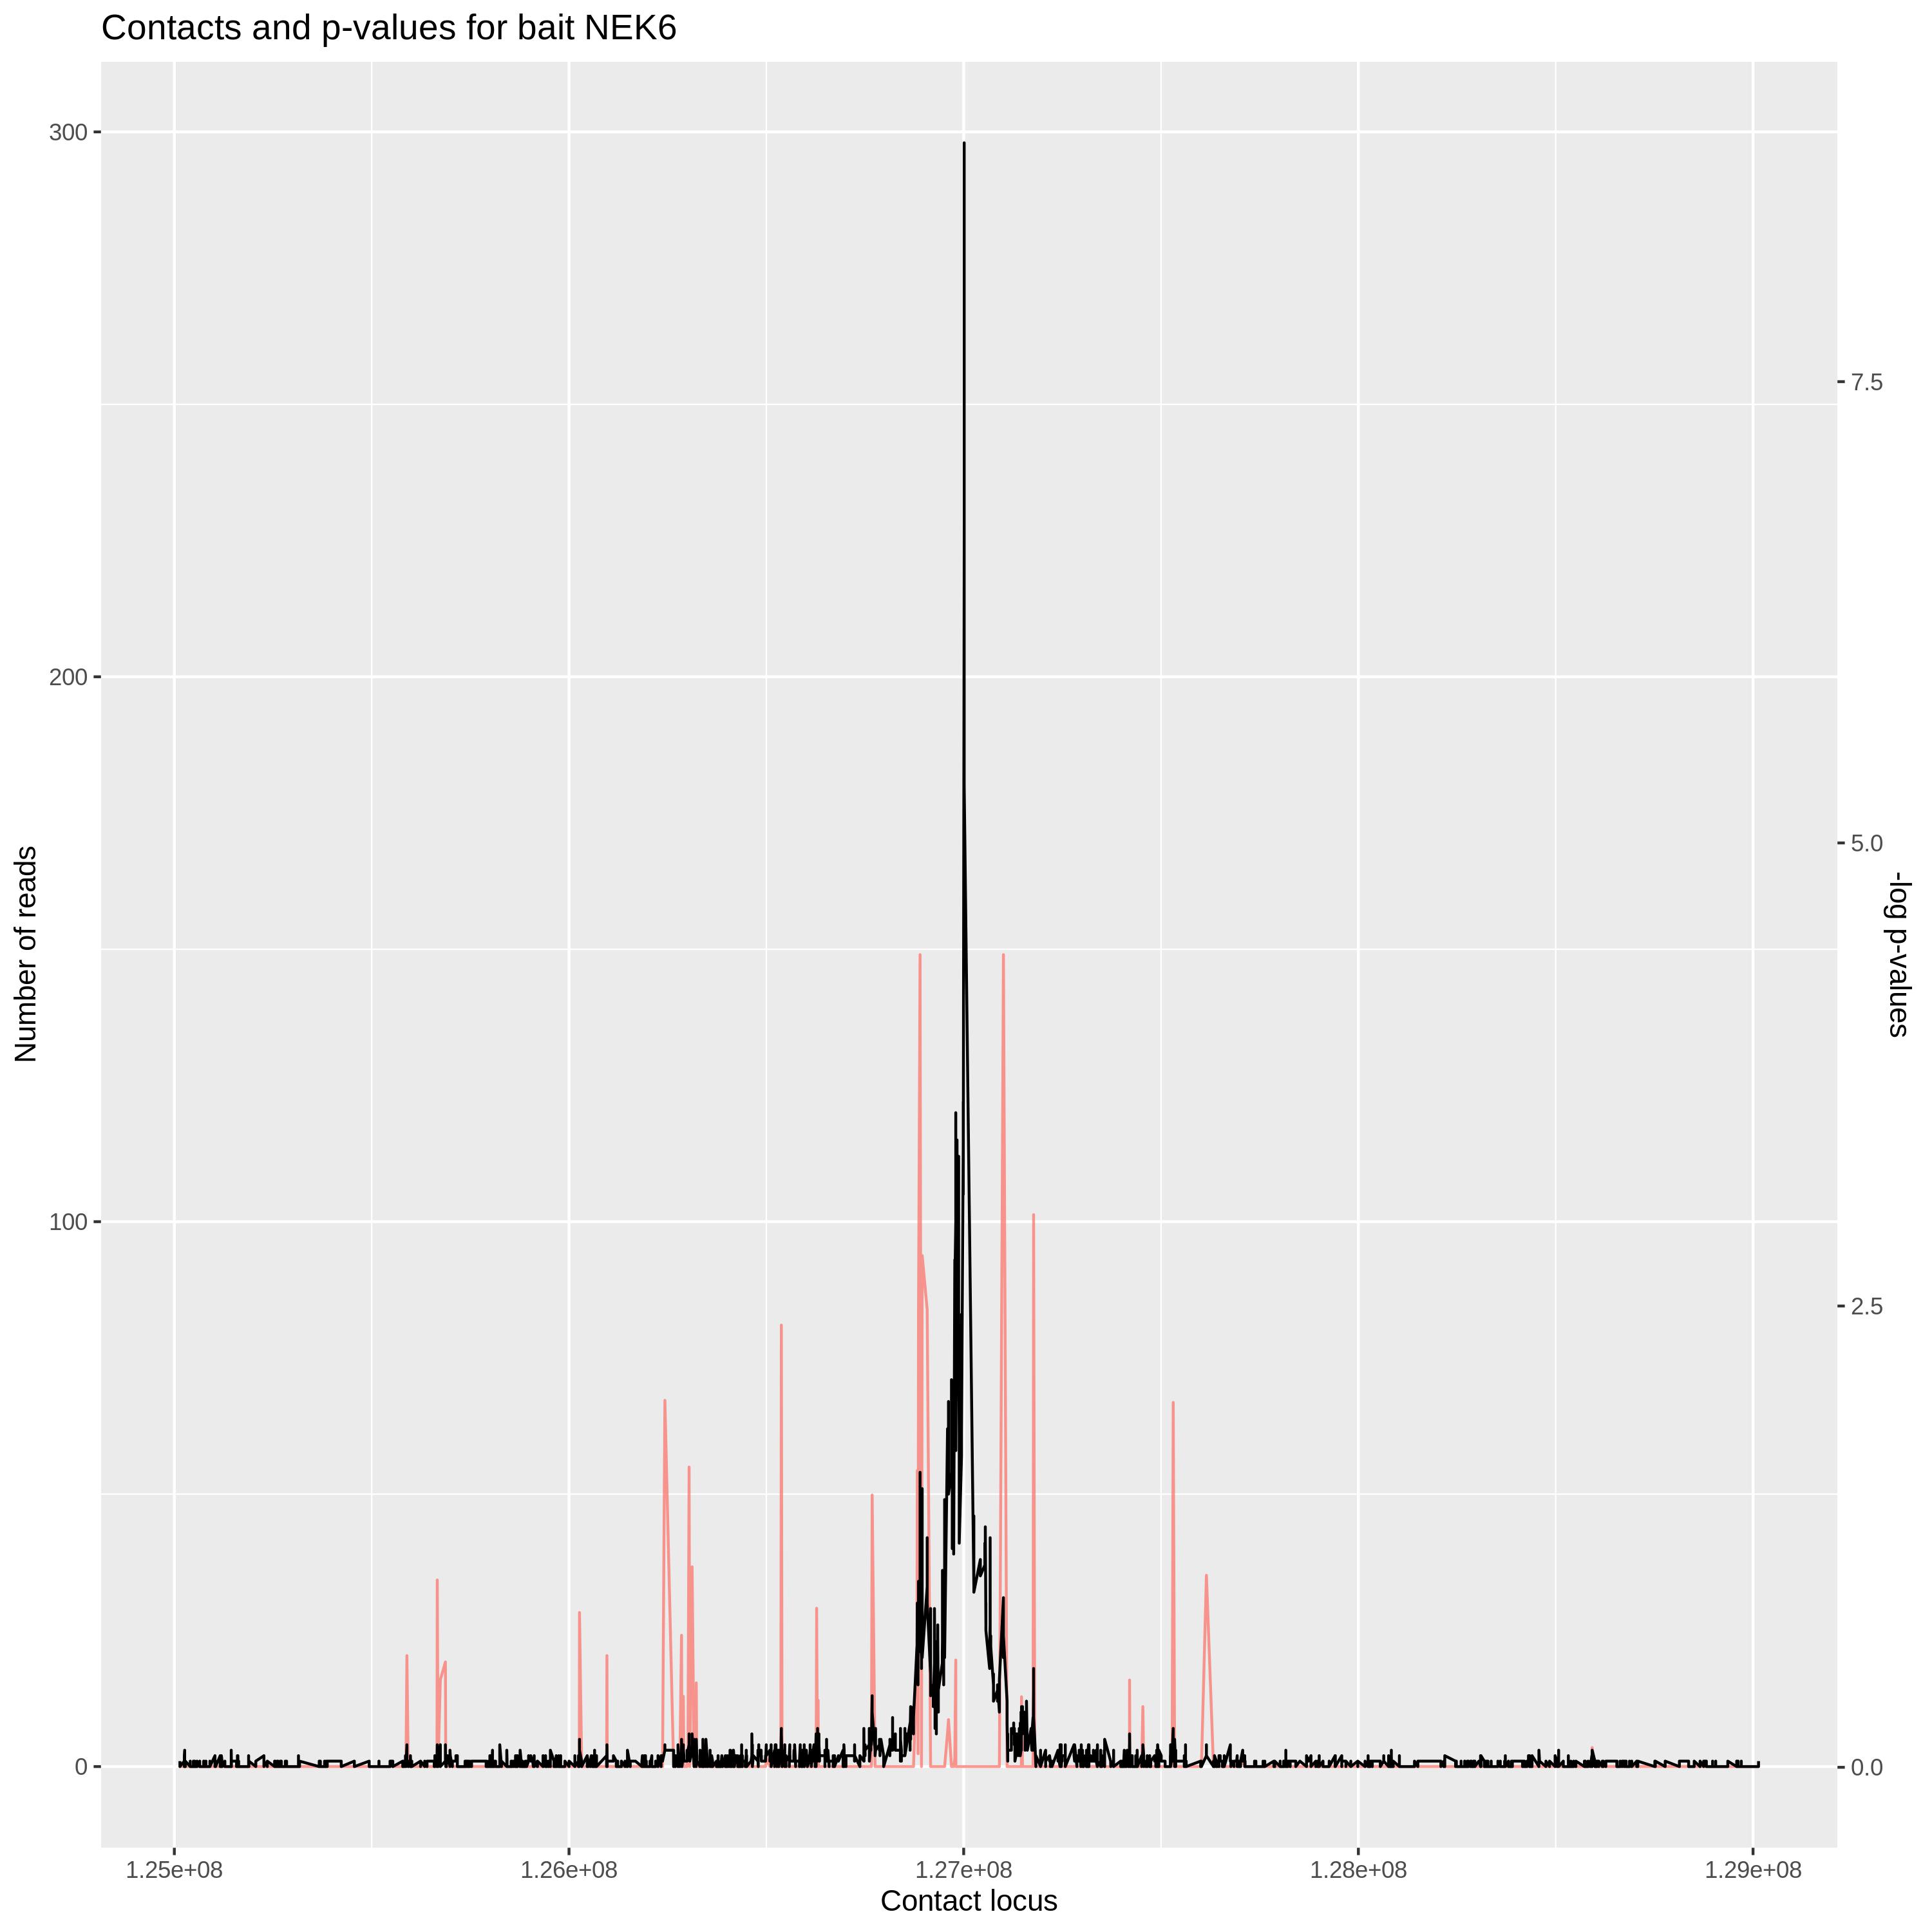 Contacts and p-values for bait NEK6
300
200
100
0
Number of reads
7.5
5.0
2.5
0.0
-log p-values
1.25e+08 1.26e+08 1.27e+08 1.28e+08 1.29e+08
Contact locus